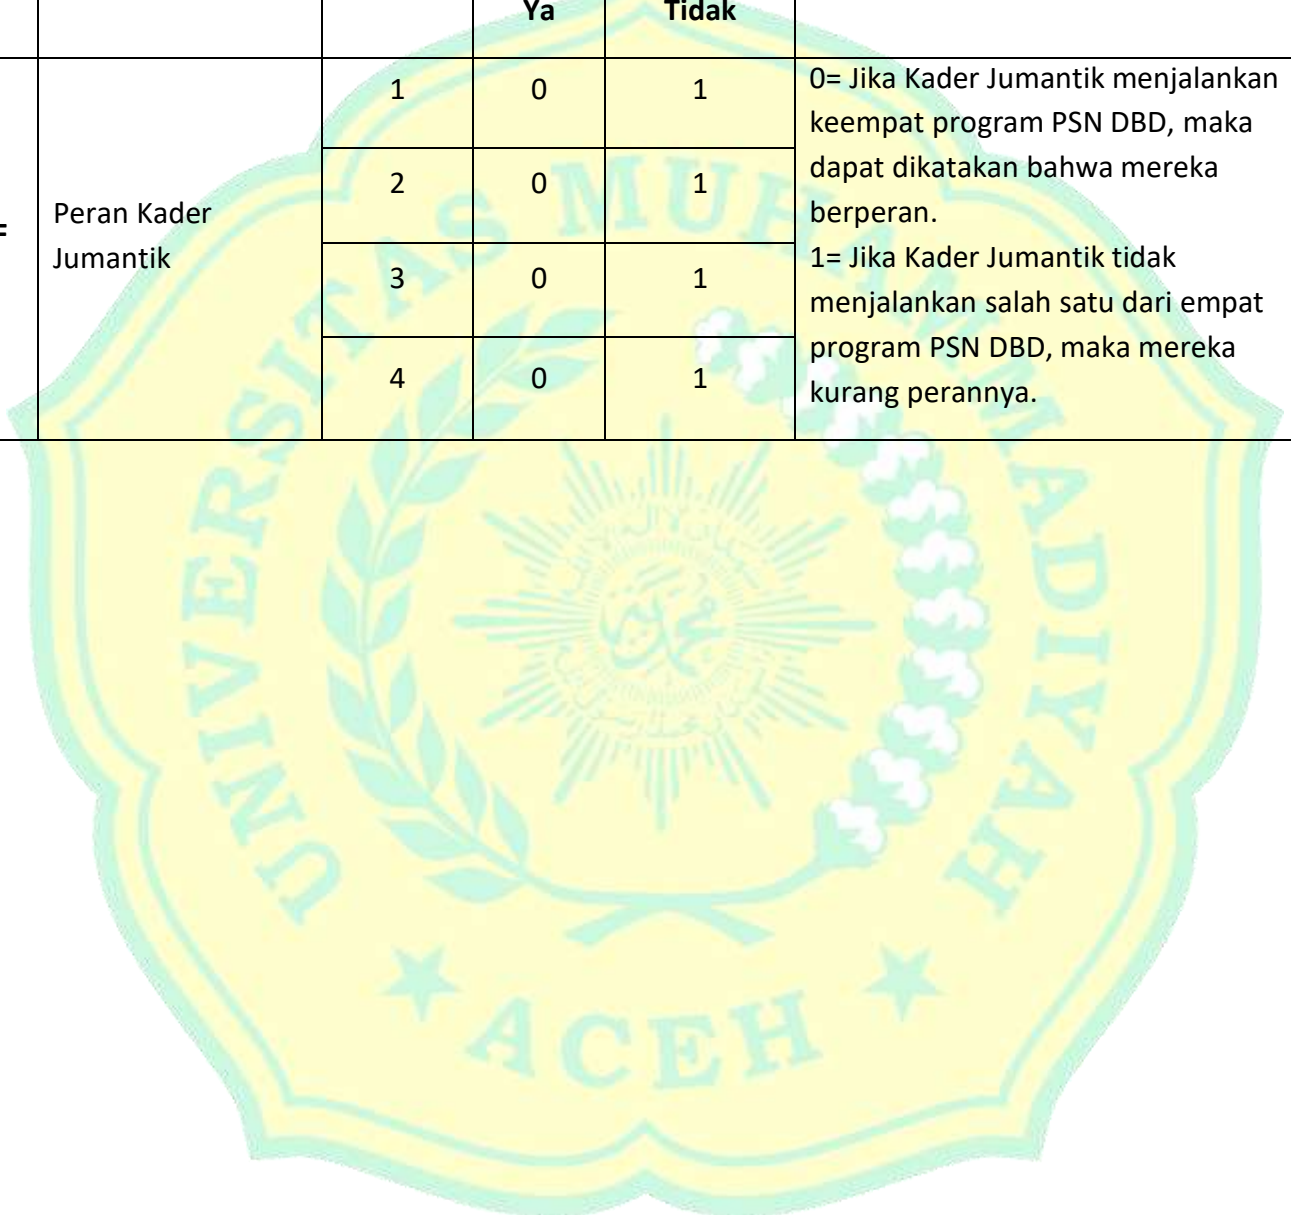 Ya Tidak
= Peran Kader Jumantik
1 0 1
2 0 1
3 0 1
4 0 1
0= Jika Kader Jumantik menjalankan
keempat program PSN DBD, maka
dapat dikatakan bahwa mereka
berperan.
1= Jika Kader Jumantik tidak
menjalankan salah satu dari empat
program PSN DBD, maka mereka
kurang perannya.
UNIVERSITAS MUHAMMADIYAH
ACEH